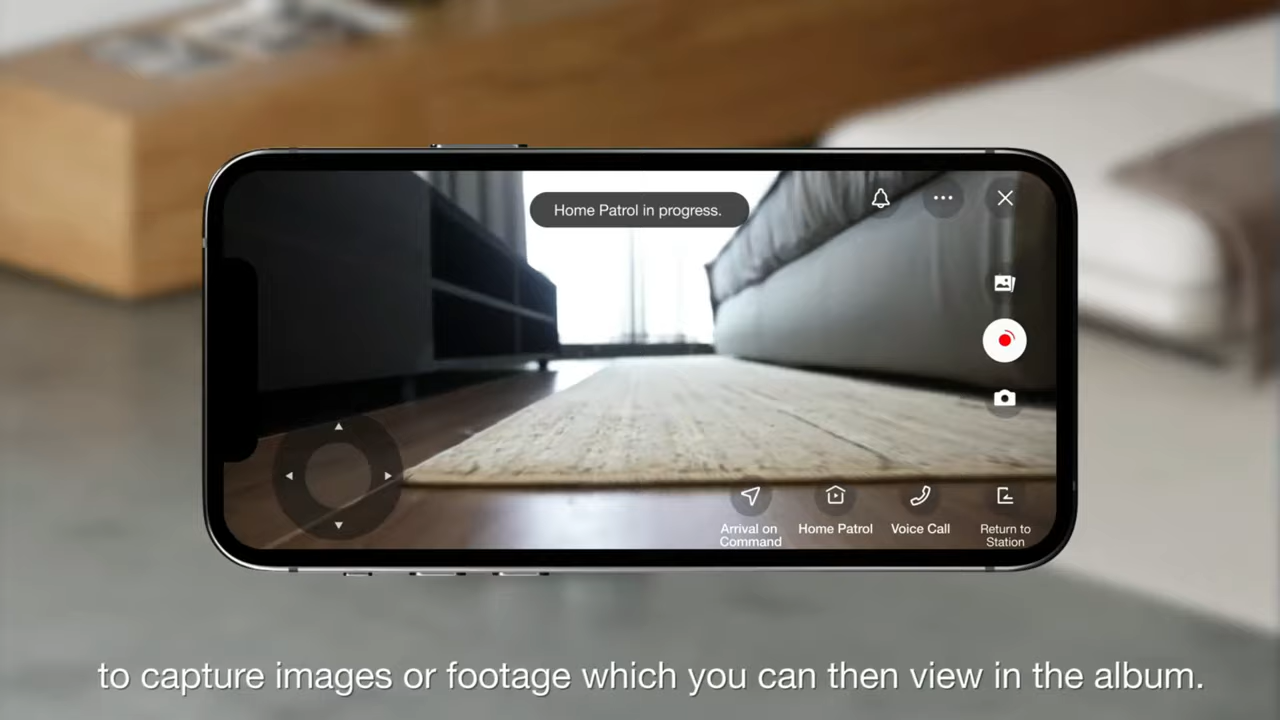 Home Patrol in progress.
Arrival on
Command
Home Patrol
Voice Call
Return to
Station
to capture images or footage which you can then view in the album.